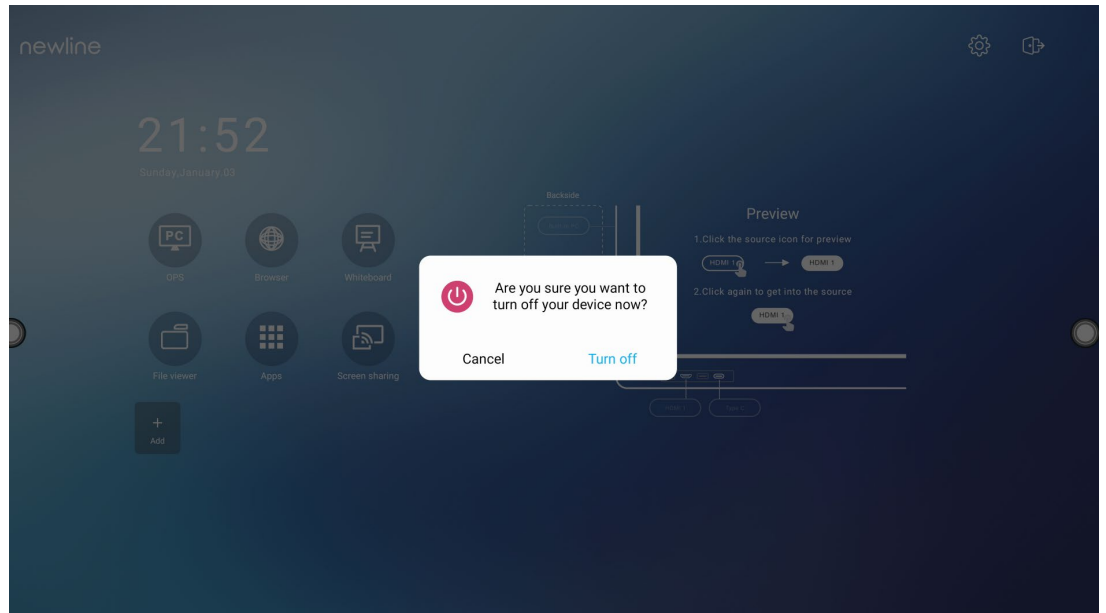 newline
21:52
Sunday,January.03
Backside
Preview
1.Click the source icon for preview
HDMI 1
HDMI 1
2.Click again to get into the source
HDMI 1
PC
OPS
Browser
Whiteboard
Are you sure you want to
turn off your device now?
Cancel
Turn off
File viewer
Apps
Screen sharing
+
Add